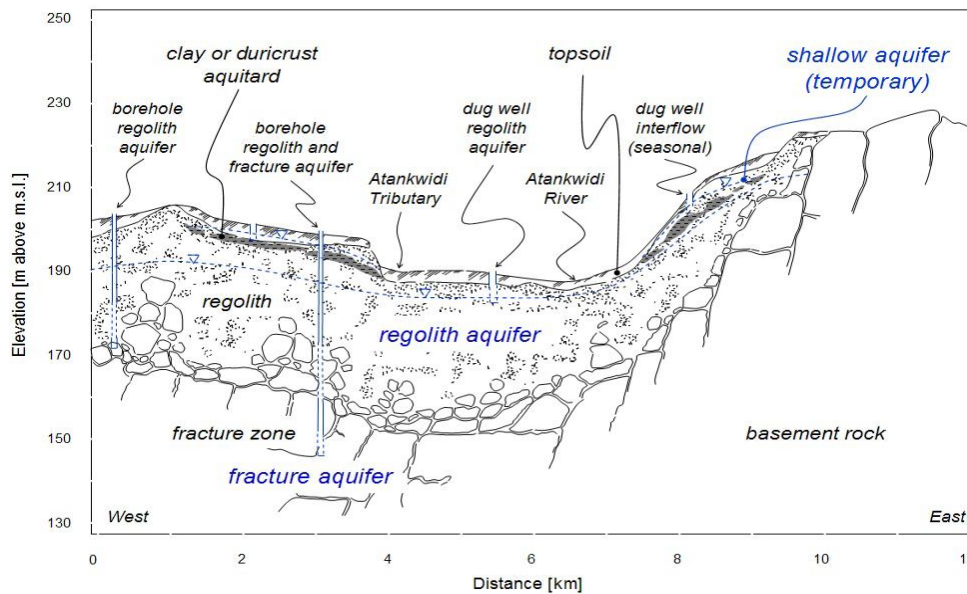 250
230
210
190
170
150
130
Elevation [m above m.s.l.]
clay or duricrust
aquitard
topsoil
shallow aquifer
(temporary)
borehole
regolith
aquifer
borehole
regolith and
fracture aquifer
dug well
regolith
aquifer
dug well
interflow
(seasonal)
Atankwidi
Tributary
Atankwidi
River
regolith
regolith aquifer
fracture zone
fracture aquifer
basement rock
West
East
0
2
4
6
8
10
Distance [km]